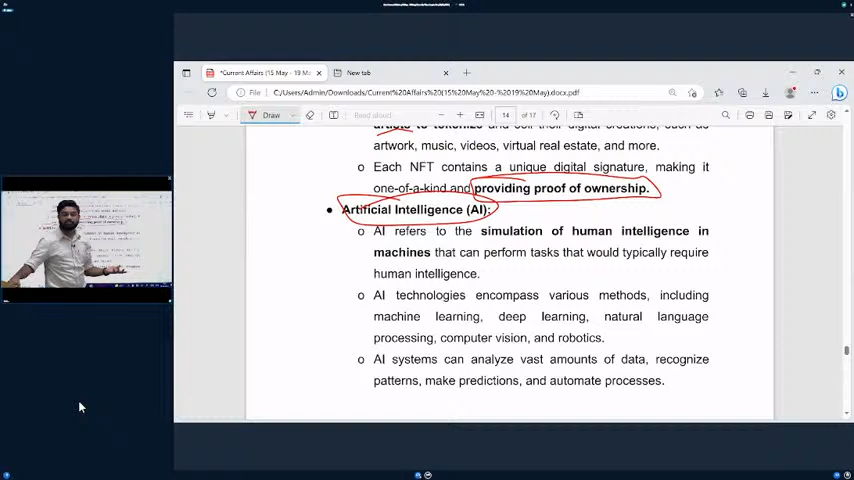 *Current Affairs (15 May - 19 M
New tab
File
C:/Users/Admin/Downloads/Current%20Affairs%20(15%20May%20-%2019%20May).docx.pdf
Draw
Read aloud
14
of 17
article to tokenize and sell their digital creations, such as
artwork, music, videos, virtual real estate, and more.
o Each NFT contains a unique digital signature, making it
one-of-a-kind and providing proof of ownership.
● Artificial Intelligence (AI):
o AI refers to the simulation of human intelligence in
machines that can perform tasks that would typically require
human intelligence.
o AI technologies encompass various methods, including
machine learning, deep learning, natural language
processing, computer vision, and robotics.
o AI systems can analyze vast amounts of data, recognize
patterns, make predictions, and automate processes.